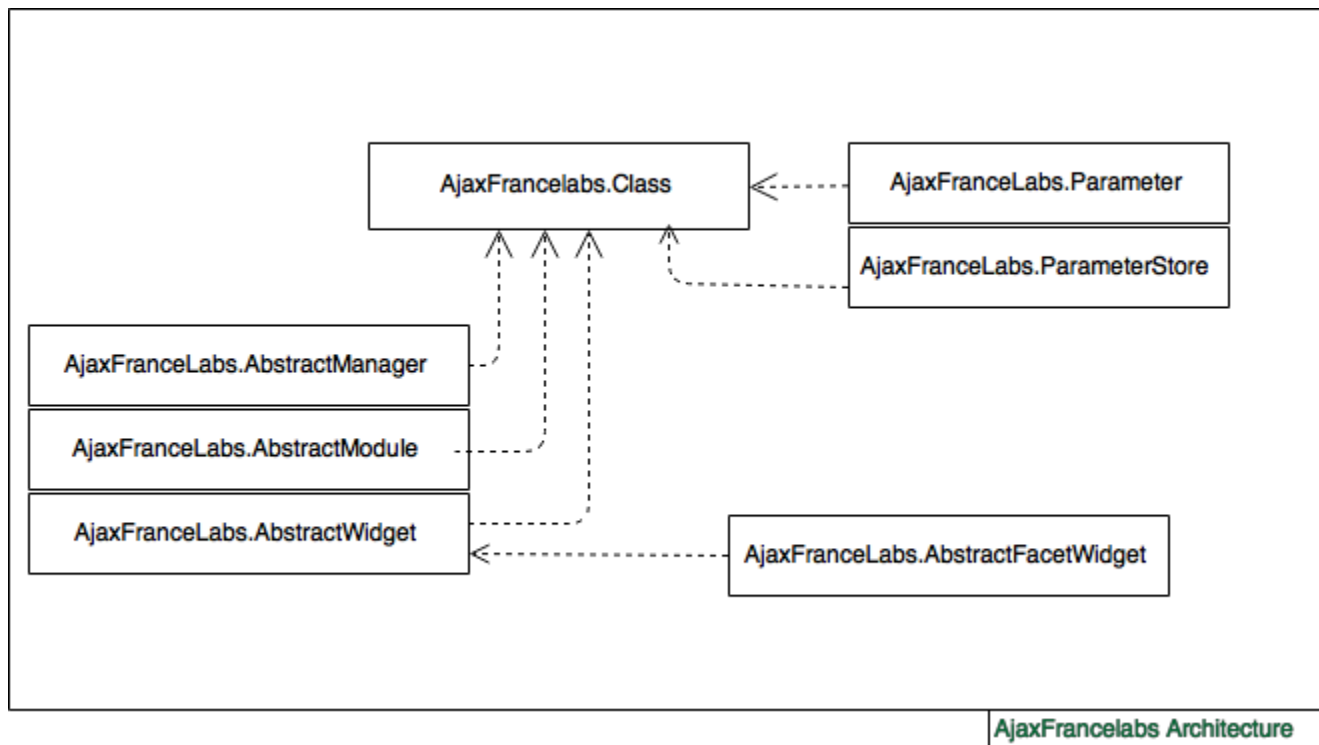 AjaxFrancelabs.Class
AjaxFranceLabs.Parameter
AjaxFranceLabs.ParameterStore
AjaxFranceLabs.AbstractManager
AjaxFranceLabs.AbstractModule
AjaxFranceLabs.AbstractWidget
AjaxFranceLabs.AbstractFacetWidget
AjaxFrancelabs Architecture